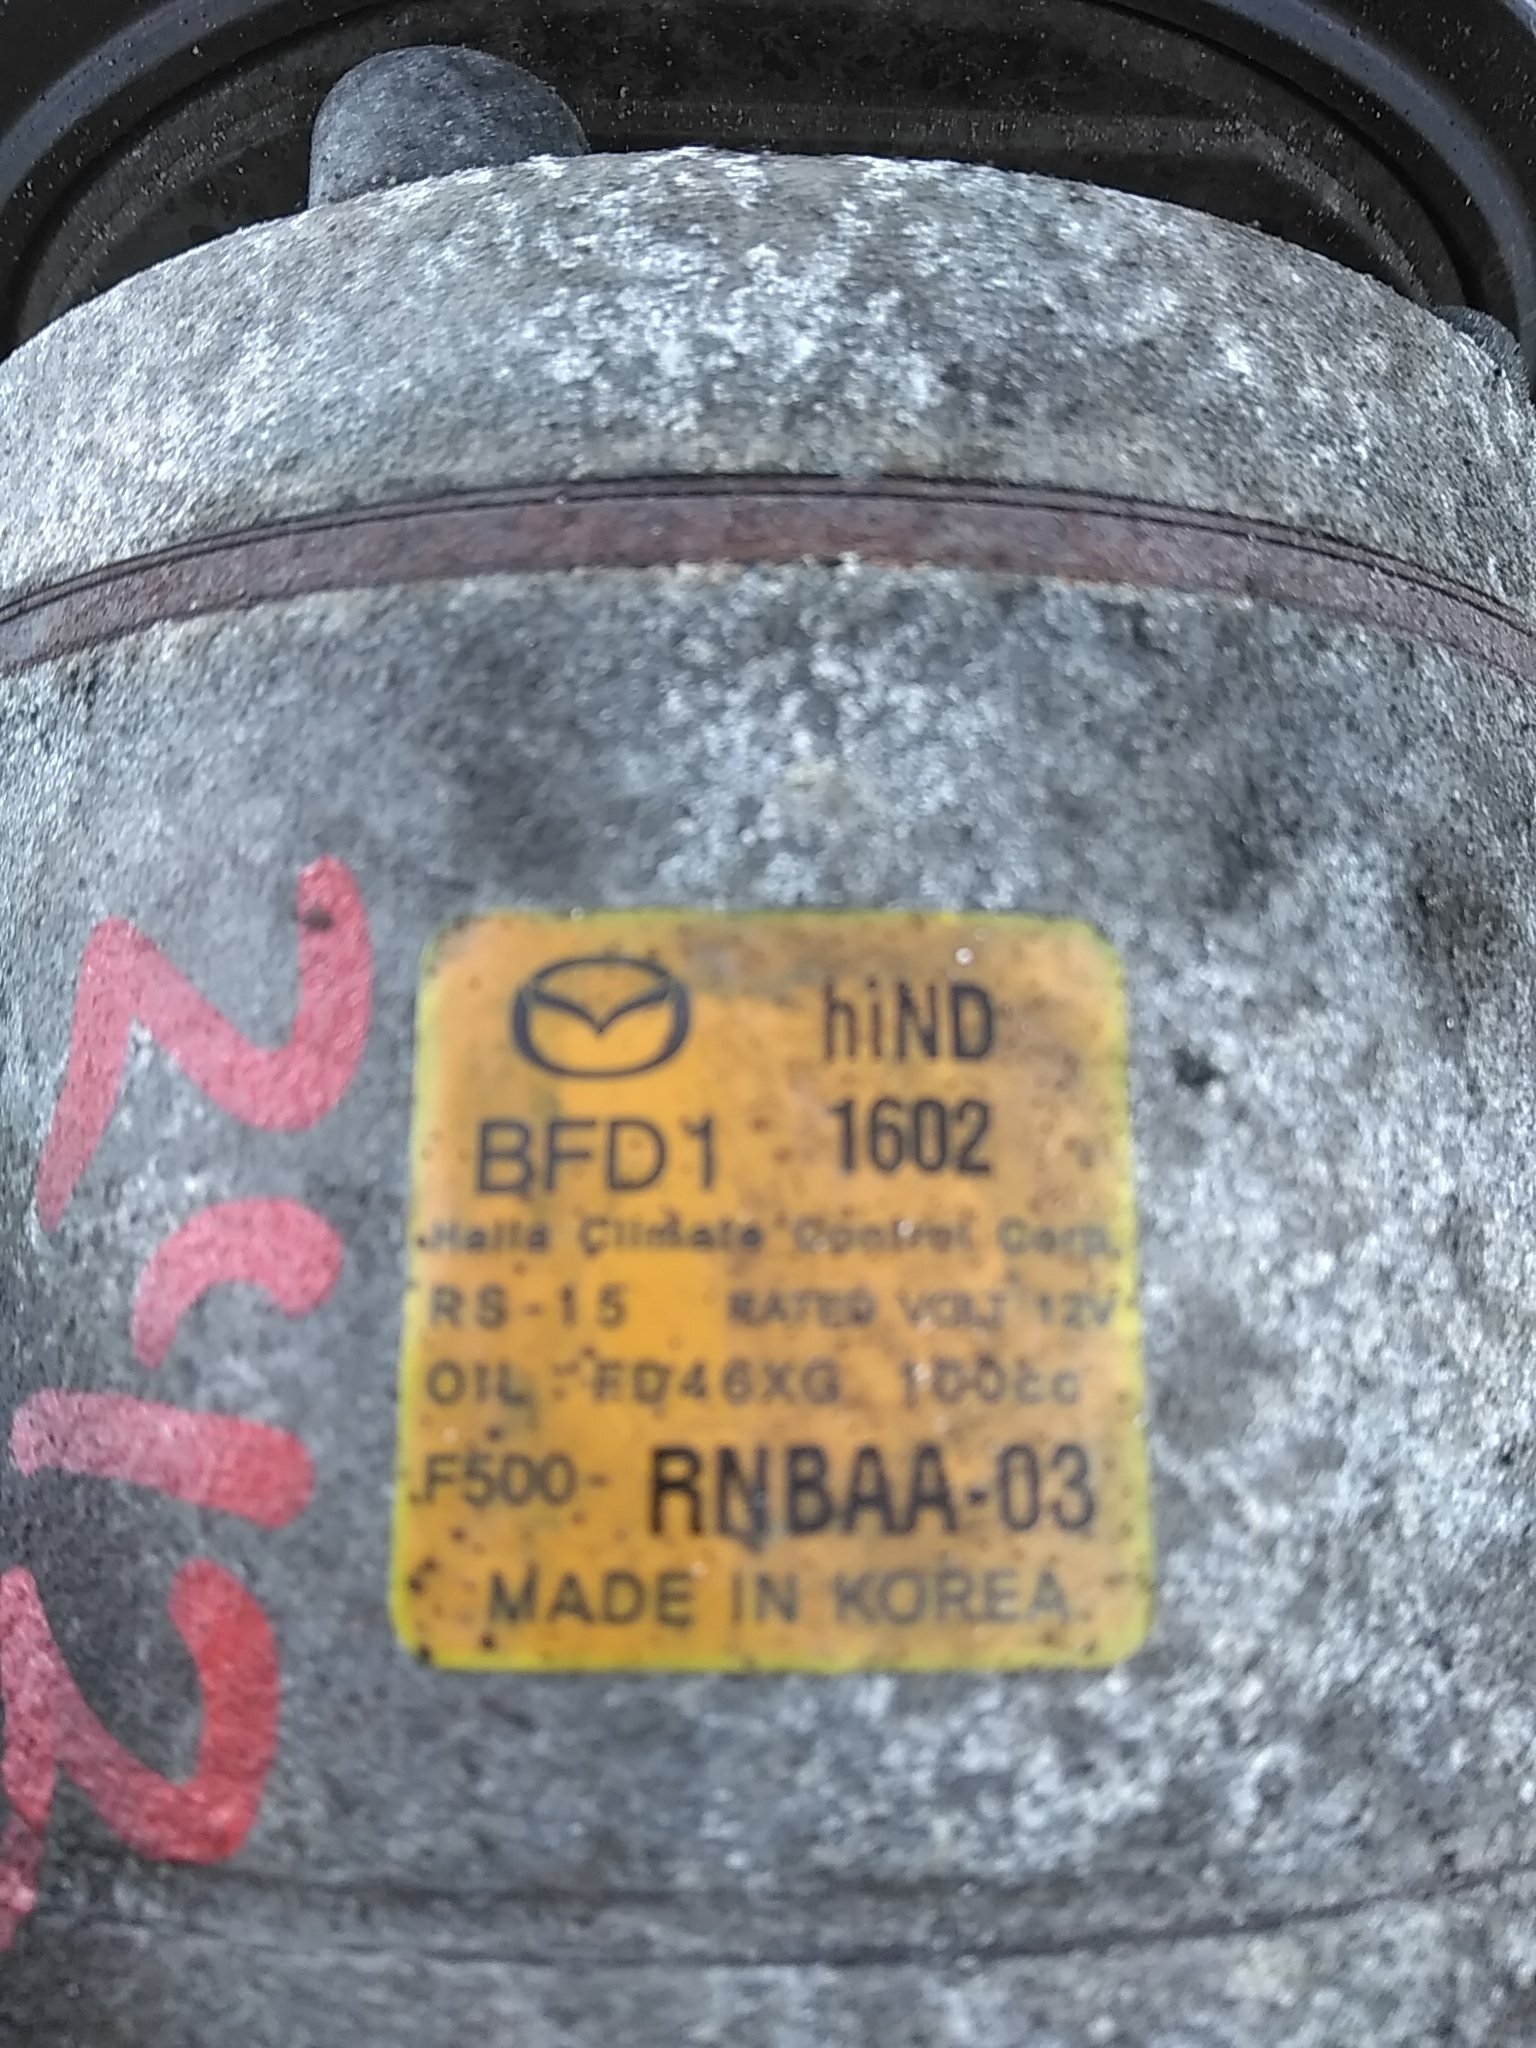 hiND
BFD1 1602
Halla Climate Control Corp.
RS-15 RATED VOLT 12V
OIL : FD46XG 100cc
F500- RNBAA-03
MADE IN KOREA